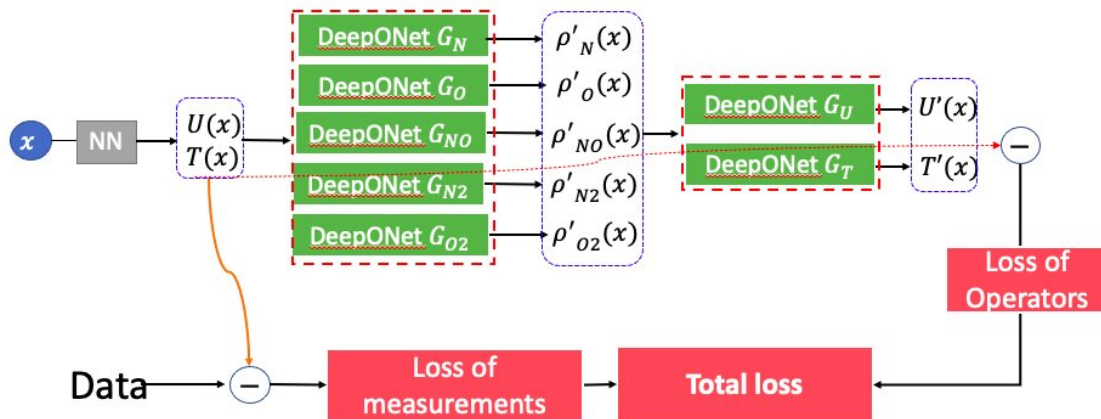 x
NN
U(x)
T(x)
DeepONet G_N
DeepONet G_O
DeepONet G_NO
DeepONet G_N2
DeepONet G_O2
ρ'_N(x)
ρ'_O(x)
ρ'_NO(x)
ρ'_N2(x)
ρ'_O2(x)
DeepONet G_U
DeepONet G_T
U'(x)
T'(x)
−
Loss of
Operators
Data
−
Loss of
measurements
Total loss